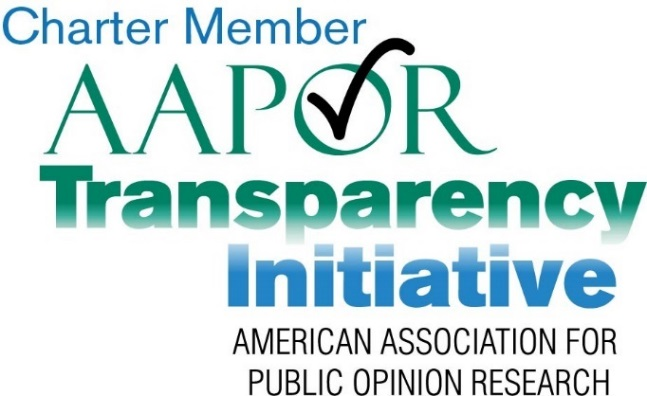 Charter Member
AAPOR
Transparency
Initiative
AMERICAN ASSOCIATION FOR
PUBLIC OPINION RESEARCH